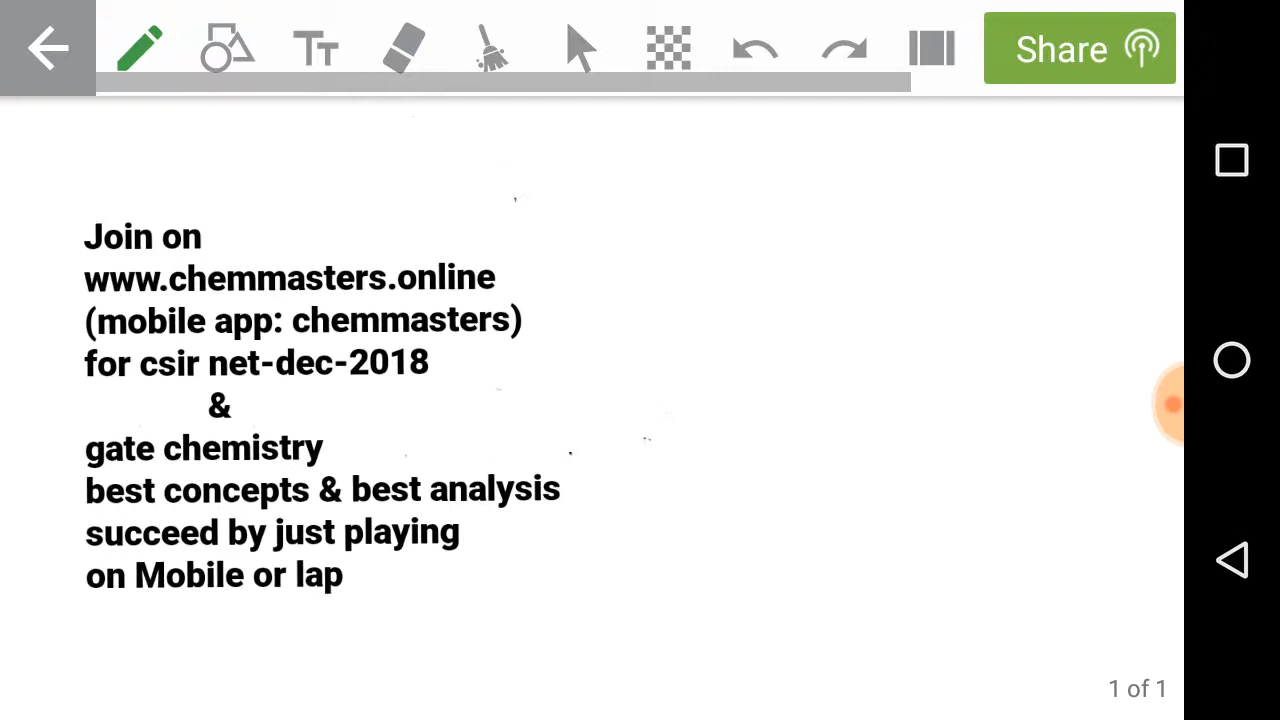 Share
Join on
www.chemmasters.online
(mobile app: chemmasters)
for csir net-dec-2018
&
gate chemistry
best concepts & best analysis
succeed by just playing
on Mobile or lap
1 of 1